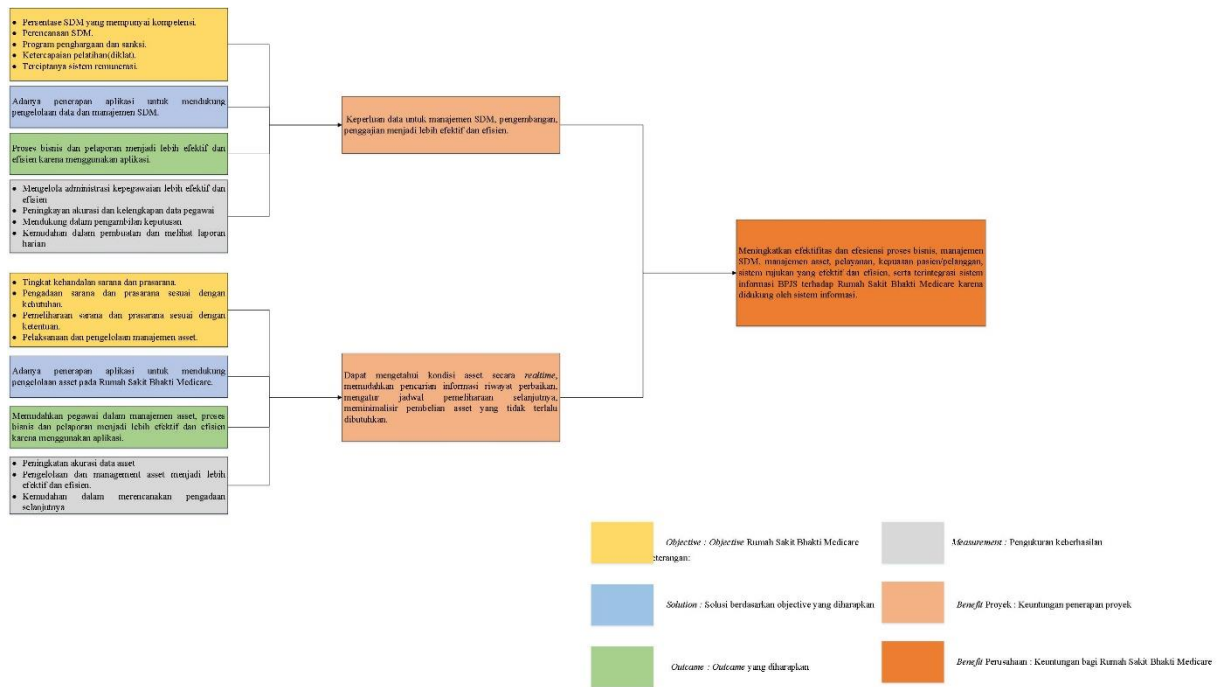 • Persentase SDM yang mempunyai kompetensi.
• Perencanaan SDM.
• Program penghargaan dan sanksi.
• Ketercapaian pelatihan(diklat).
• Terciptanya sistem remunerasi.
Adanya penerapan aplikasi untuk mendukung
pengelolaan data dan manajemen SDM.
Proses bisnis dan pelaporan menjadi lebih efektif dan
efisien karena menggunakan aplikasi.
• Mengelola administrasi kepegawaian lebih efektif dan
efisien
• Peningkayan akurasi dan kelengkapan data pegawai
• Mendukung dalam pengambilan keputusan
• Kemudahan dalam pembuatan dan melihat laporan
harian
Keperluan data untuk manajemen SDM, pengembangan,
penggajian menjadi lebih efektif dan efisien.
• Tingkat kehandalan sarana dan prasarana.
• Pengadaan sarana dan prasarana sesuai dengan
kebutuhan.
• Pemeliharaan sarana dan prasarana sesuai dengan
ketentuan.
• Pelaksanaan dan pengelolaan manajemen asset.
Adanya penerapan aplikasi untuk mendukung
pengelolaan asset pada Rumah Sakit Bhakti Medicare.
Memudahkan pegawai dalam manajemen asset, proses
bisnis dan pelaporan menjadi lebih efektif dan efisien
karena menggunakan aplikasi.
• Peningkatan akurasi data asset
• Pengelolaan dan management asset menjadi lebih
efektif dan efisien.
• Kemudahan dalam merencanakan pengadaan
selanjutnya
Dapat mengetahui kondisi asset secara realtime,
memudahkan pencarian informasi riwayat perbaikan,
mengatur jadwal pemeliharaan selanjutnya,
meminimalisir pembelian asset yang tidak terlalu
dibutuhkan.
Meningkatkan efektifitas dan efesiensi proses bisnis, manajemen
SDM, manajemen asset, pelayanan, kepuasan pasien/pelanggan,
sistem rujukan yang efektif dan efisien, serta terintegrasi sistem
informasi BPJS terhadap Rumah Sakit Bhakti Medicare karena
didukung oleh sistem informasi.
Objective : Objective Rumah Sakit Bhakti Medicare
eterangan:
Measurement : Pengukuran keberhasilan
Solution : Solusi berdasarkan objective yang diharapkan
Benefit Proyek : Keuntungan penerapan proyek
Outcome : Outcome yang diharapkan
Benefit Perusahaan : Keuntungan bagi Rumah Sakit Bhakti Medicare